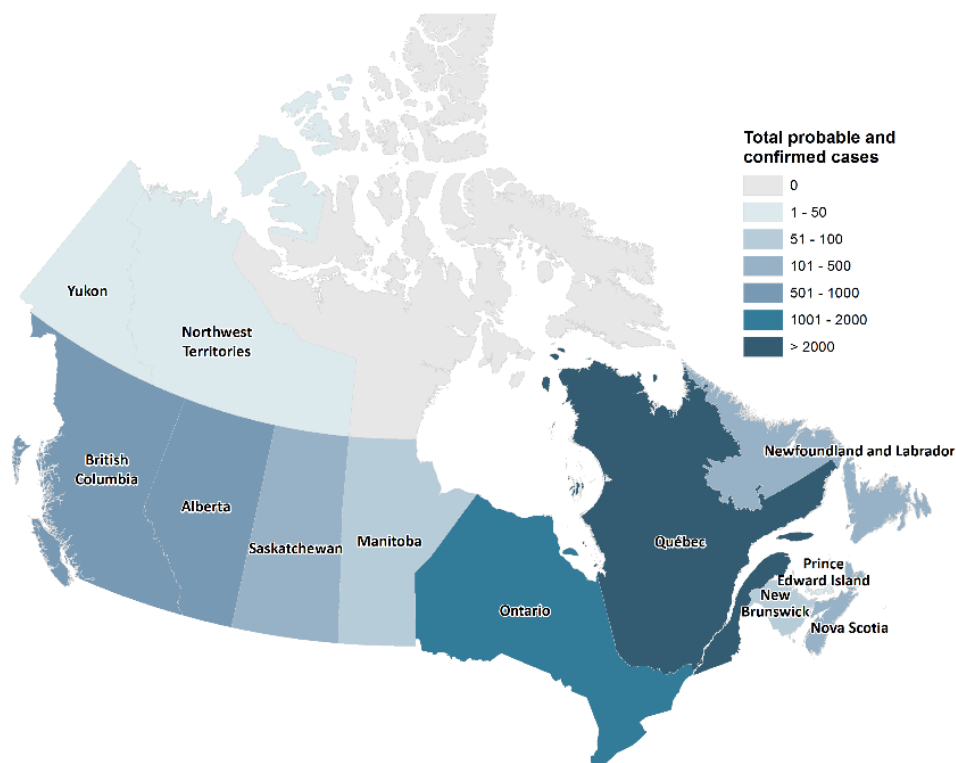 Total probable and
confirmed cases
0
1 - 50
51 - 100
101 - 500
501 - 1000
1001 - 2000
> 2000
Yukon
Northwest
Territories
British
Columbia
Alberta
Saskatchewan
Manitoba
Ontario
Québec
Newfoundland and Labrador
Prince
Edward Island
New
Brunswick
Nova Scotia